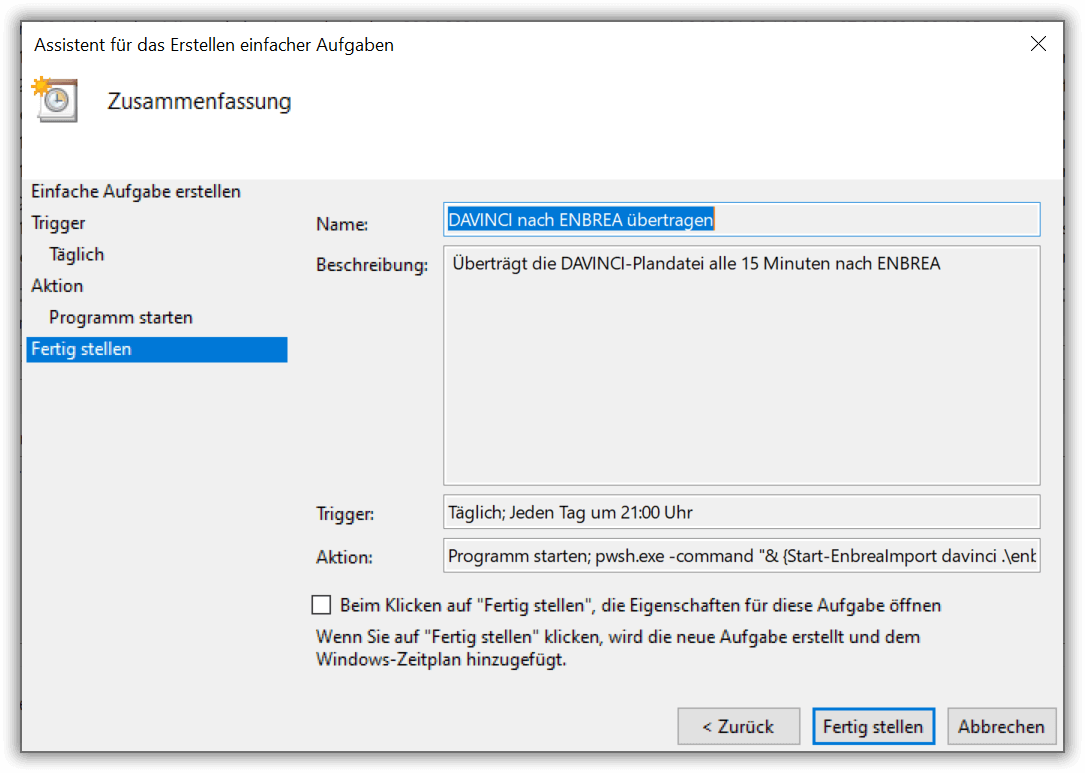 Assistent für das Erstellen einfacher Aufgaben
Zusammenfassung
Einfache Aufgabe erstellen
Trigger
Täglich
Aktion
Programm starten
Fertig stellen
Name: DAVINCI nach ENBREA übertragen
Beschreibung: Überträgt die DAVINCI-Plandatei alle 15 Minuten nach ENBREA
Trigger: Täglich; Jeden Tag um 21:00 Uhr
Aktion: Programm starten; pwsh.exe -command "& {Start-EnbreaImport davinci .\enb
Beim Klicken auf "Fertig stellen", die Eigenschaften für diese Aufgabe öffnen
Wenn Sie auf "Fertig stellen" klicken, wird die neue Aufgabe erstellt und dem
Windows-Zeitplan hinzugefügt.
< Zurück Fertig stellen Abbrechen